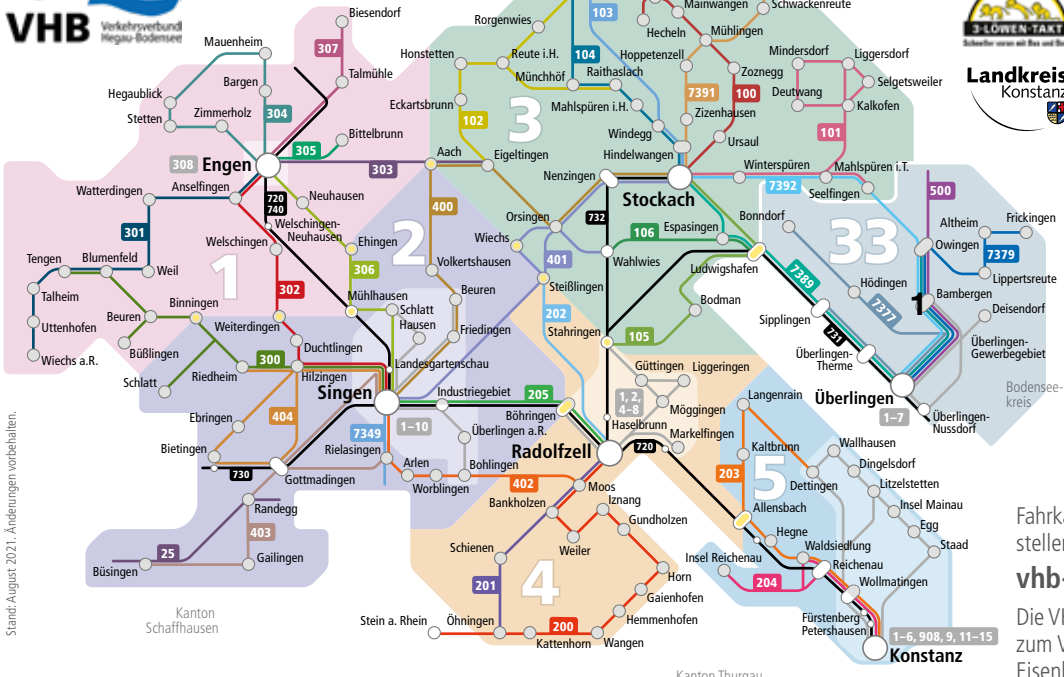 VHB
Verkehrsverbund
Hegau-Bodensee
3-LÖWEN-TAKT
Landkreis
Konstanz
Biesendorf
307
Talmühle
Mauenheim
Bargen
Hegaublick
Stetten
Zimmerholz
304
Bittelbrunn
305
Engen
308
303
Anselfingen
Watterdingen
301
Tengen
Blumenfeld
Weil
Talheim
Uttenhofen
Wiechs a.R.
Beuren
Büßlingen
Binningen
Schlatt
Riedheim
Welschingen
1
302
Weiterdingen
Duchtlingen
300
Hilzingen
720
740
Welschingen-
Neuhausen
Neuhausen
Ehingen
306
Mühlhausen
Schlatt
Hausen
Landesgartenschau
Singen
Industriegebiet
1–10
Überlingen a.R.
Bohlingen
Worblingen
Arlen
Rielasingen
7349
404
Ebringen
Bietingen
730
Gottmadingen
Randegg
403
Gailingen
25
Büsingen
Kanton
Schaffhausen
Stand: August 2021. Änderungen vorbehalten.
2
400
Aach
Volkertshausen
Beuren
Friedingen
Rorgenwies
Honstetten
Reute i.H.
Münchhöf
Eckartsbrunn
102
3
Eigeltingen
103
104
Raithaslach
Mahlspüren i.H.
Windegg
Hindelwangen
Nenzingen
Stockach
Orsingen
Wiechs
401
Steißlingen
202
Stahringen
732
Wahlwies
106
Espasingen
Ludwigshafen
Bodman
105
Mainwangen
Schwackenreute
Hecheln
Mühlingen
Hoppetenzell
Zoznegg
7391
100
Zizenhausen
Ursaul
Mindersdorf
Liggersdorf
Deutwang
Selgetsweiler
Kalkofen
101
Winterspüren
Mahlspüren i.T.
7392
Seelfingen
33
500
Bonndorf
Altheim
Frickingen
Owingen
7379
Lippertsreute
Hödingen
Bambergen
1
Deisendorf
7389
7377
Sipplingen
731
Überlingen-
Therme
Überlingen-
Gewerbegebiet
Überlingen
1–7
Überlingen-
Nussdorf
Bodensee-
kreis
205
Böhringen
Radolfzell
Güttingen
Liggeringen
1, 2,
4–8
Möggingen
Haselbrunn
Markelfingen
720
402
Moos
Bankholzen
Iznang
Gundholzen
Weiler
Schienen
4
Horn
201
Gaienhofen
Hemmenhofen
Stein a. Rhein
Öhningen
200
Kattenhorn
Wangen
Langenrain
Kaltbrunn
203
5
Wallhausen
Dingelsdorf
Dettingen
Litzelstetten
Insel Mainau
Allensbach
Egg
Hegne
Staad
Insel Reichenau
Waldsiedlung
Reichenau
204
Wollmatingen
Fürstenberg
Petershausen
1–6, 908, 9, 11–15
Konstanz
Kanton Thurgau
Fahrka
stellen
vhb-
Die VH
zum V
Eisenb